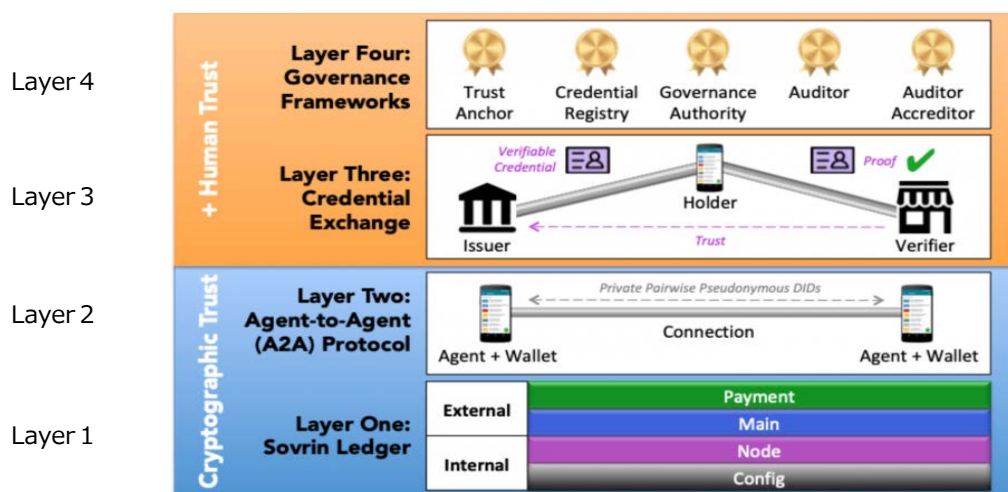 Layer 4
Layer 3
Layer 2
Layer 1
+ Human Trust
Cryptographic Trust
Layer Four:
Governance
Frameworks
Trust
Anchor
Credential
Registry
Governance
Authority
Auditor
Auditor
Accreditor
Layer Three:
Credential
Exchange
Verifiable
Credential
Proof
Holder
Issuer
Trust
Verifier
Layer Two:
Agent-to-Agent
(A2A) Protocol
Private Pairwise Pseudonymous DIDs
Connection
Agent + Wallet
Agent + Wallet
Layer One:
Sovrin Ledger
External
Internal
Payment
Main
Node
Config